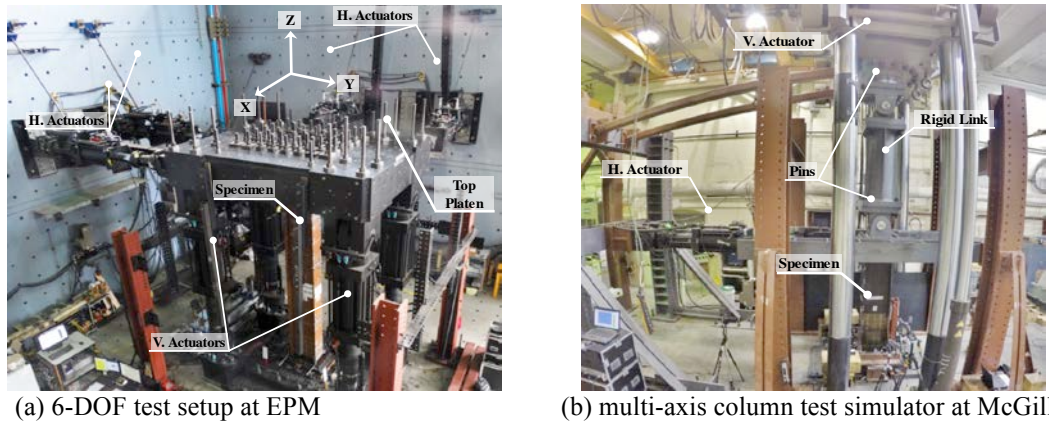 H. Actuators
Z
Y
X
H. Actuators
Specimen
Top
Platen
V. Actuators
(a) 6-DOF test setup at EPM
V. Actuator
Rigid Link
H. Actuator
Pins
Specimen
(b) multi-axis column test simulator at McGill